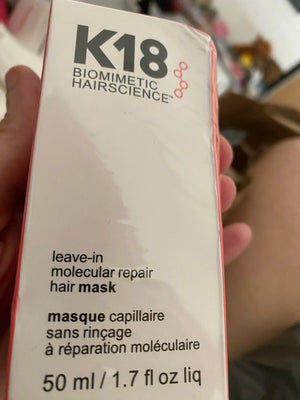 K18
BIOMIMETIC
HAIRSCIENCE
leave-in
molecular repair
hair mask
masque capillaire
sans rinçage
à réparation moléculaire
50 ml / 1.7 fl oz liq